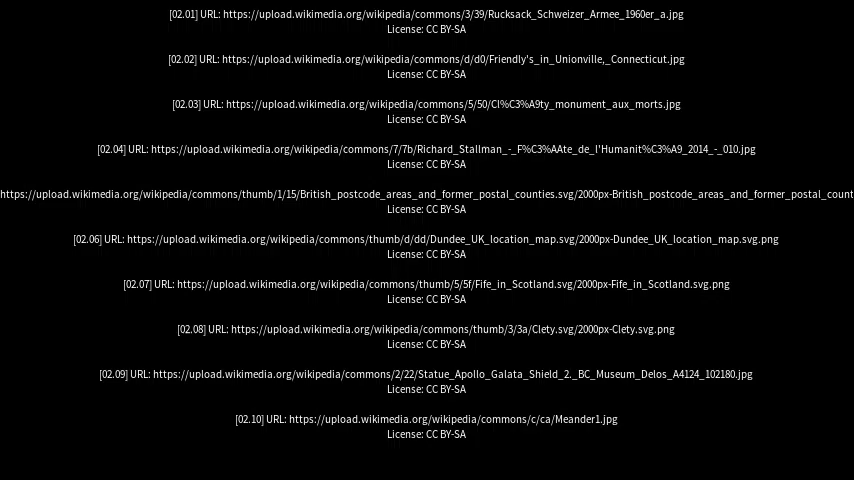 [02.01] URL: https://upload.wikimedia.org/wikipedia/commons/3/39/Rucksack_Schweizer_Armee_1960er_a.jpg
License: CC BY-SA
[02.02] URL: https://upload.wikimedia.org/wikipedia/commons/d/d0/Friendly's_in_Unionville,_Connecticut.jpg
License: CC BY-SA
[02.03] URL: https://upload.wikimedia.org/wikipedia/commons/5/50/Cl%C3%A9ty_monument_aux_morts.jpg
License: CC BY-SA
[02.04] URL: https://upload.wikimedia.org/wikipedia/commons/7/7b/Richard_Stallman_-_F%C3%AAte_de_l'Humanit%C3%A9_2014_-_010.jpg
License: CC BY-SA
https://upload.wikimedia.org/wikipedia/commons/thumb/1/15/British_postcode_areas_and_former_postal_counties.svg/2000px-British_postcode_areas_and_former_postal_count
License: CC BY-SA
[02.06] URL: https://upload.wikimedia.org/wikipedia/commons/thumb/d/dd/Dundee_UK_location_map.svg/2000px-Dundee_UK_location_map.svg.png
License: CC BY-SA
[02.07] URL: https://upload.wikimedia.org/wikipedia/commons/thumb/5/5f/Fife_in_Scotland.svg/2000px-Fife_in_Scotland.svg.png
License: CC BY-SA
[02.08] URL: https://upload.wikimedia.org/wikipedia/commons/thumb/3/3a/Clety.svg/2000px-Clety.svg.png
License: CC BY-SA
[02.09] URL: https://upload.wikimedia.org/wikipedia/commons/2/22/Statue_Apollo_Galata_Shield_2._BC_Museum_Delos_A4124_102180.jpg
License: CC BY-SA
[02.10] URL: https://upload.wikimedia.org/wikipedia/commons/c/ca/Meander1.jpg
License: CC BY-SA